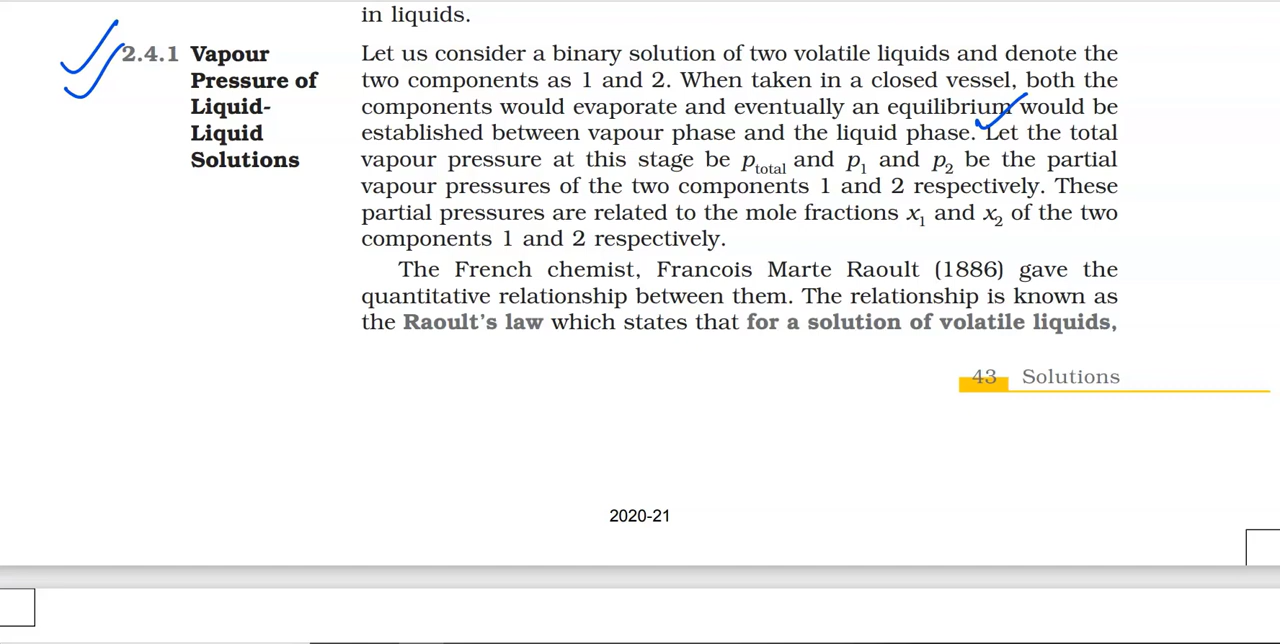 in liquids.
2.4.1 Vapour
Pressure of
Liquid-
Liquid
Solutions
Let us consider a binary solution of two volatile liquids and denote the
two components as 1 and 2. When taken in a closed vessel, both the
components would evaporate and eventually an equilibrium would be
established between vapour phase and the liquid phase. Let the total
vapour pressure at this stage be p_total and p_1 and p_2 be the partial
vapour pressures of the two components 1 and 2 respectively. These
partial pressures are related to the mole fractions x_1 and x_2 of the two
components 1 and 2 respectively.
The French chemist, Francois Marte Raoult (1886) gave the
quantitative relationship between them. The relationship is known as
the Raoult's law which states that for a solution of volatile liquids,
43 Solutions
2020-21